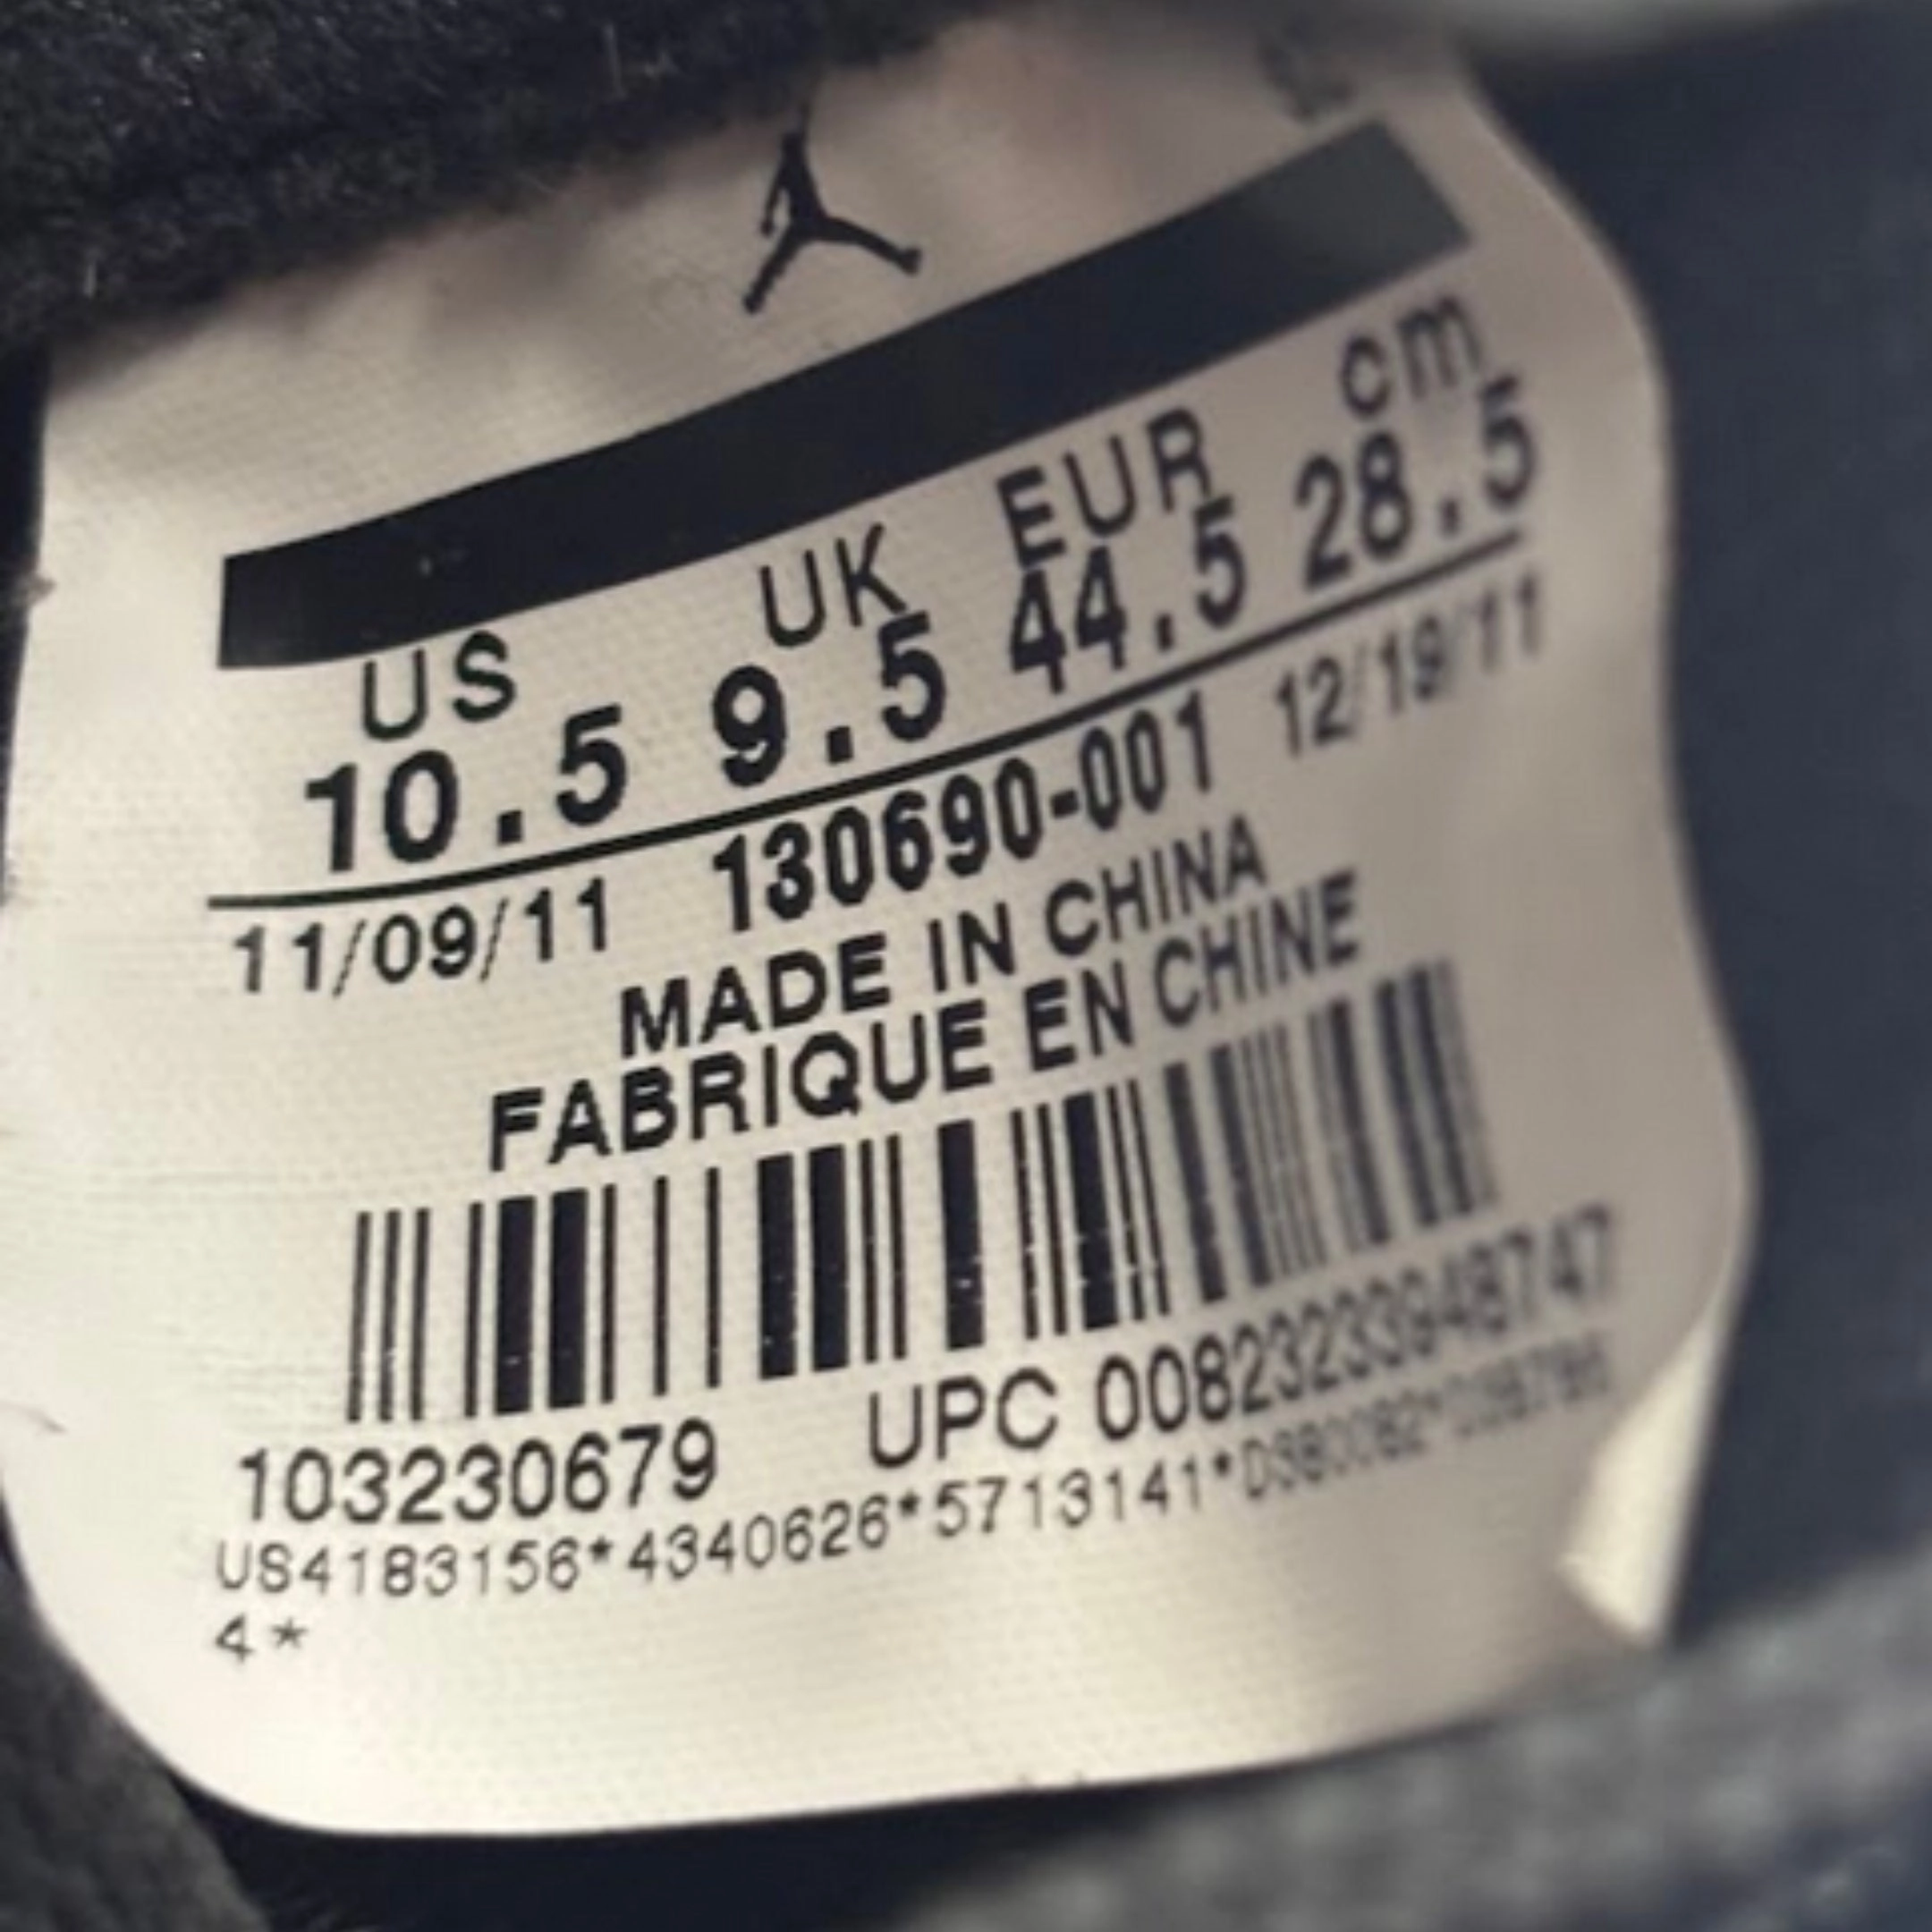 US UK EUR cm
10.5 9.5 44.5 28.5
11/09/11 130690-001 12/19/11
MADE IN CHINA
FABRIQUE EN CHINE
103230679 UPC 00823233948747
US4183156*4340626*5713141*
4*